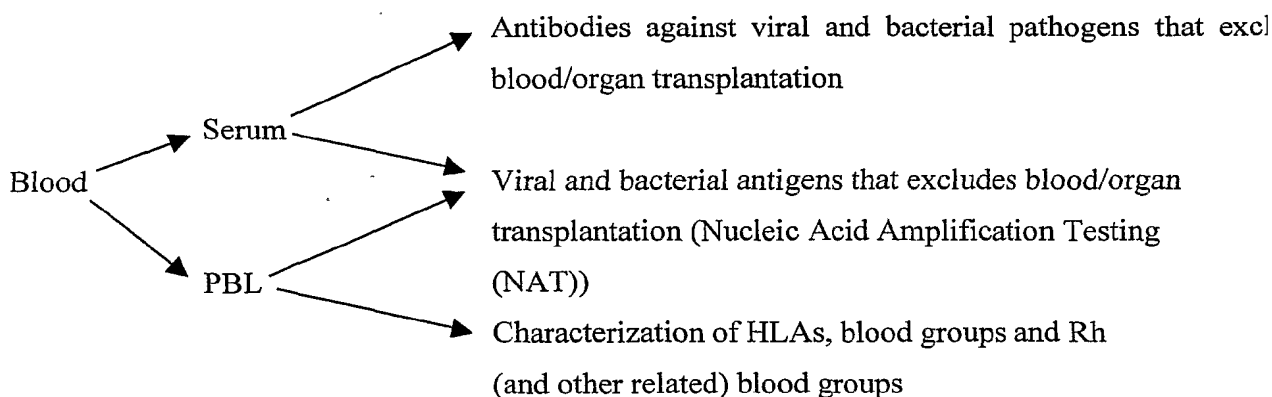 Antibodies against viral and bacterial pathogens that excl
blood/organ transplantation
Serum
Blood
Viral and bacterial antigens that excludes blood/organ
transplantation (Nucleic Acid Amplification Testing
(NAT))
PBL
Characterization of HLAs, blood groups and Rh
(and other related) blood groups